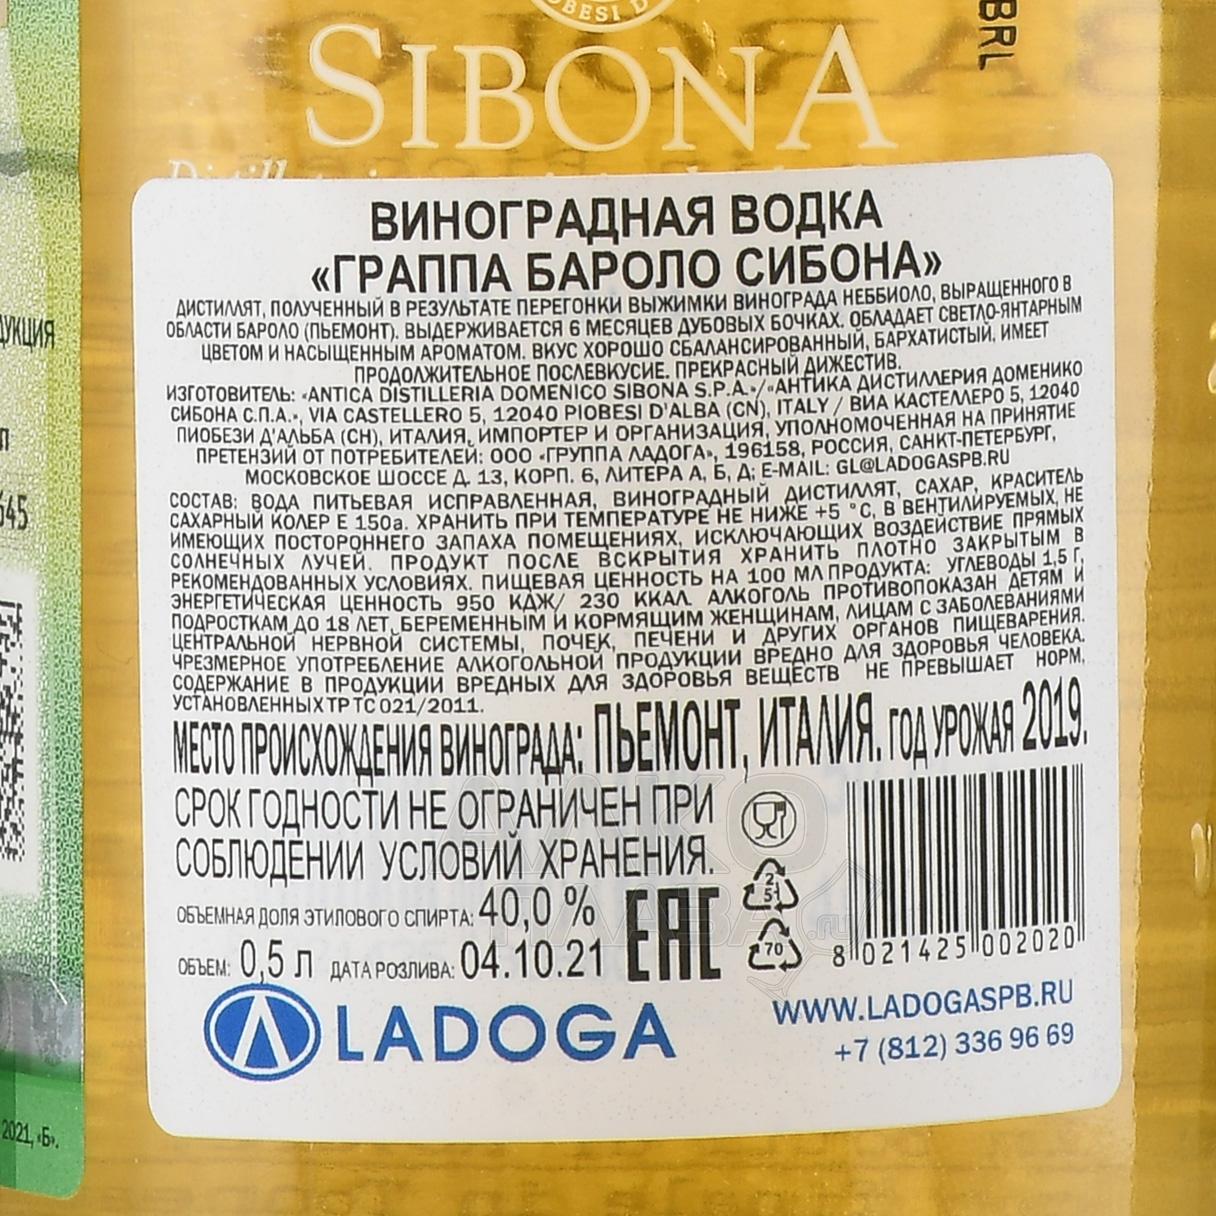 OBESI D
BRL
SIBONA
ВИНОГРАДНАЯ ВОДКА
«ГРАППА БАРОЛО СИБОНА»
ДИСТИЛЛЯТ, ПОЛУЧЕННЫЙ В РЕЗУЛЬТАТЕ ПЕРЕГОНКИ ВЫЖИМКИ ВИНОГРАДА НЕББИОЛО, ВЫРАЩЕННОГО В
ОБЛАСТИ БАРОЛО (ПЬЕМОНТ). ВЫДЕРЖИВАЕТСЯ 6 МЕСЯЦЕВ ДУБОВЫХ БОЧКАХ. ОБЛАДАЕТ СВЕТЛО-ЯНТАРНЫМ
ЦВЕТОМ И НАСЫЩЕННЫМ АРОМАТОМ. ВКУС ХОРОШО СБАЛАНСИРОВАННЫЙ, БАРХАТИСТЫЙ, ИМЕЕТ
ПРОДОЛЖИТЕЛЬНОЕ ПОСЛЕВКУСИЕ. ПРЕКРАСНЫЙ ДИЖЕСТИВ.
ИЗГОТОВИТЕЛЬ: «ANTICA DISTILLERIA DOMENICO SIBONA S.P.A.»/«АНТИКА ДИСТИЛЛЕРИЯ ДОМЕНИКО
СИБОНА С.П.А.», VIA CASTELLERO 5, 12040 PIOBESI D'ALBA (CN), ITALY / ВИА КАСТЕЛЛЕРО 5, 12040
ПИОБЕЗИ Д'АЛЬБА (СН), ИТАЛИЯ, ИМПОРТЕР И ОРГАНИЗАЦИЯ, УПОЛНОМОЧЕННАЯ НА ПРИНЯТИЕ
ПРЕТЕНЗИЙ ОТ ПОТРЕБИТЕЛЕЙ: ООО «ГРУППА ЛАДОГА», 196158, РОССИЯ, САНКТ-ПЕТЕРБУРГ,
МОСКОВСКОЕ ШОССЕ Д. 13, КОРП. 6, ЛИТЕРА А, Б, Д; E-MAIL: GL@LADOGASPB.RU
СОСТАВ: ВОДА ПИТЬЕВАЯ ИСПРАВЛЕННАЯ, ВИНОГРАДНЫЙ ДИСТИЛЛЯТ, САХАР, КРАСИТЕЛЬ
САХАРНЫЙ КОЛЕР Е 150а. ХРАНИТЬ ПРИ ТЕМПЕРАТУРЕ НЕ НИЖЕ +5 °С, В ВЕНТИЛИРУЕМЫХ, НЕ
ИМЕЮЩИХ ПОСТОРОННЕГО ЗАПАХА ПОМЕЩЕНИЯХ, ИСКЛЮЧАЮЩИХ ВОЗДЕЙСТВИЕ ПРЯМЫХ
СОЛНЕЧНЫХ ЛУЧЕЙ. ПРОДУКТ ПОСЛЕ ВСКРЫТИЯ ХРАНИТЬ ПЛОТНО ЗАКРЫТЫМ В
РЕКОМЕНДОВАННЫХ УСЛОВИЯХ. ПИЩЕВАЯ ЦЕННОСТЬ НА 100 МЛ ПРОДУКТА: УГЛЕВОДЫ 1,5 Г,
ЭНЕРГЕТИЧЕСКАЯ ЦЕННОСТЬ 950 КДЖ/ 230 ККАЛ. АЛКОГОЛЬ ПРОТИВОПОКАЗАН ДЕТЯМ И
ПОДРОСТКАМ ДО 18 ЛЕТ, БЕРЕМЕННЫМ И КОРМЯЩИМ ЖЕНЩИНАМ, ЛИЦАМ С ЗАБОЛЕВАНИЯМИ
ЦЕНТРАЛЬНОЙ НЕРВНОЙ СИСТЕМЫ, ПОЧЕК, ПЕЧЕНИ И ДРУГИХ ОРГАНОВ ПИЩЕВАРЕНИЯ.
ЧРЕЗМЕРНОЕ УПОТРЕБЛЕНИЕ АЛКОГОЛЬНОЙ ПРОДУКЦИИ ВРЕДНО ДЛЯ ЗДОРОВЬЯ ЧЕЛОВЕКА.
СОДЕРЖАНИЕ В ПРОДУКЦИИ ВРЕДНЫХ ДЛЯ ЗДОРОВЬЯ ВЕЩЕСТВ НЕ ПРЕВЫШАЕТ НОРМ,
УСТАНОВЛЕННЫХ ТР ТС 021/2011.
МЕСТО ПРОИСХОЖДЕНИЯ ВИНОГРАДА: ПЬЕМОНТ, ИТАЛИЯ. ГОД УРОЖАЯ 2019.
СРОК ГОДНОСТИ НЕ ОГРАНИЧЕН ПРИ
СОБЛЮДЕНИИ УСЛОВИЙ ХРАНЕНИЯ.
ОБЪЕМНАЯ ДОЛЯ ЭТИЛОВОГО СПИРТА: 40,0 %
ОБЪЕМ: 0,5 л ДАТА РОЗЛИВА: 04.10.21
EAC
51
70
8 021425 002020
LADOGA
WWW.LADOGASPB.RU
+7 (812) 336 96 69
ДУКЦИЯ
645
2021, «Б».